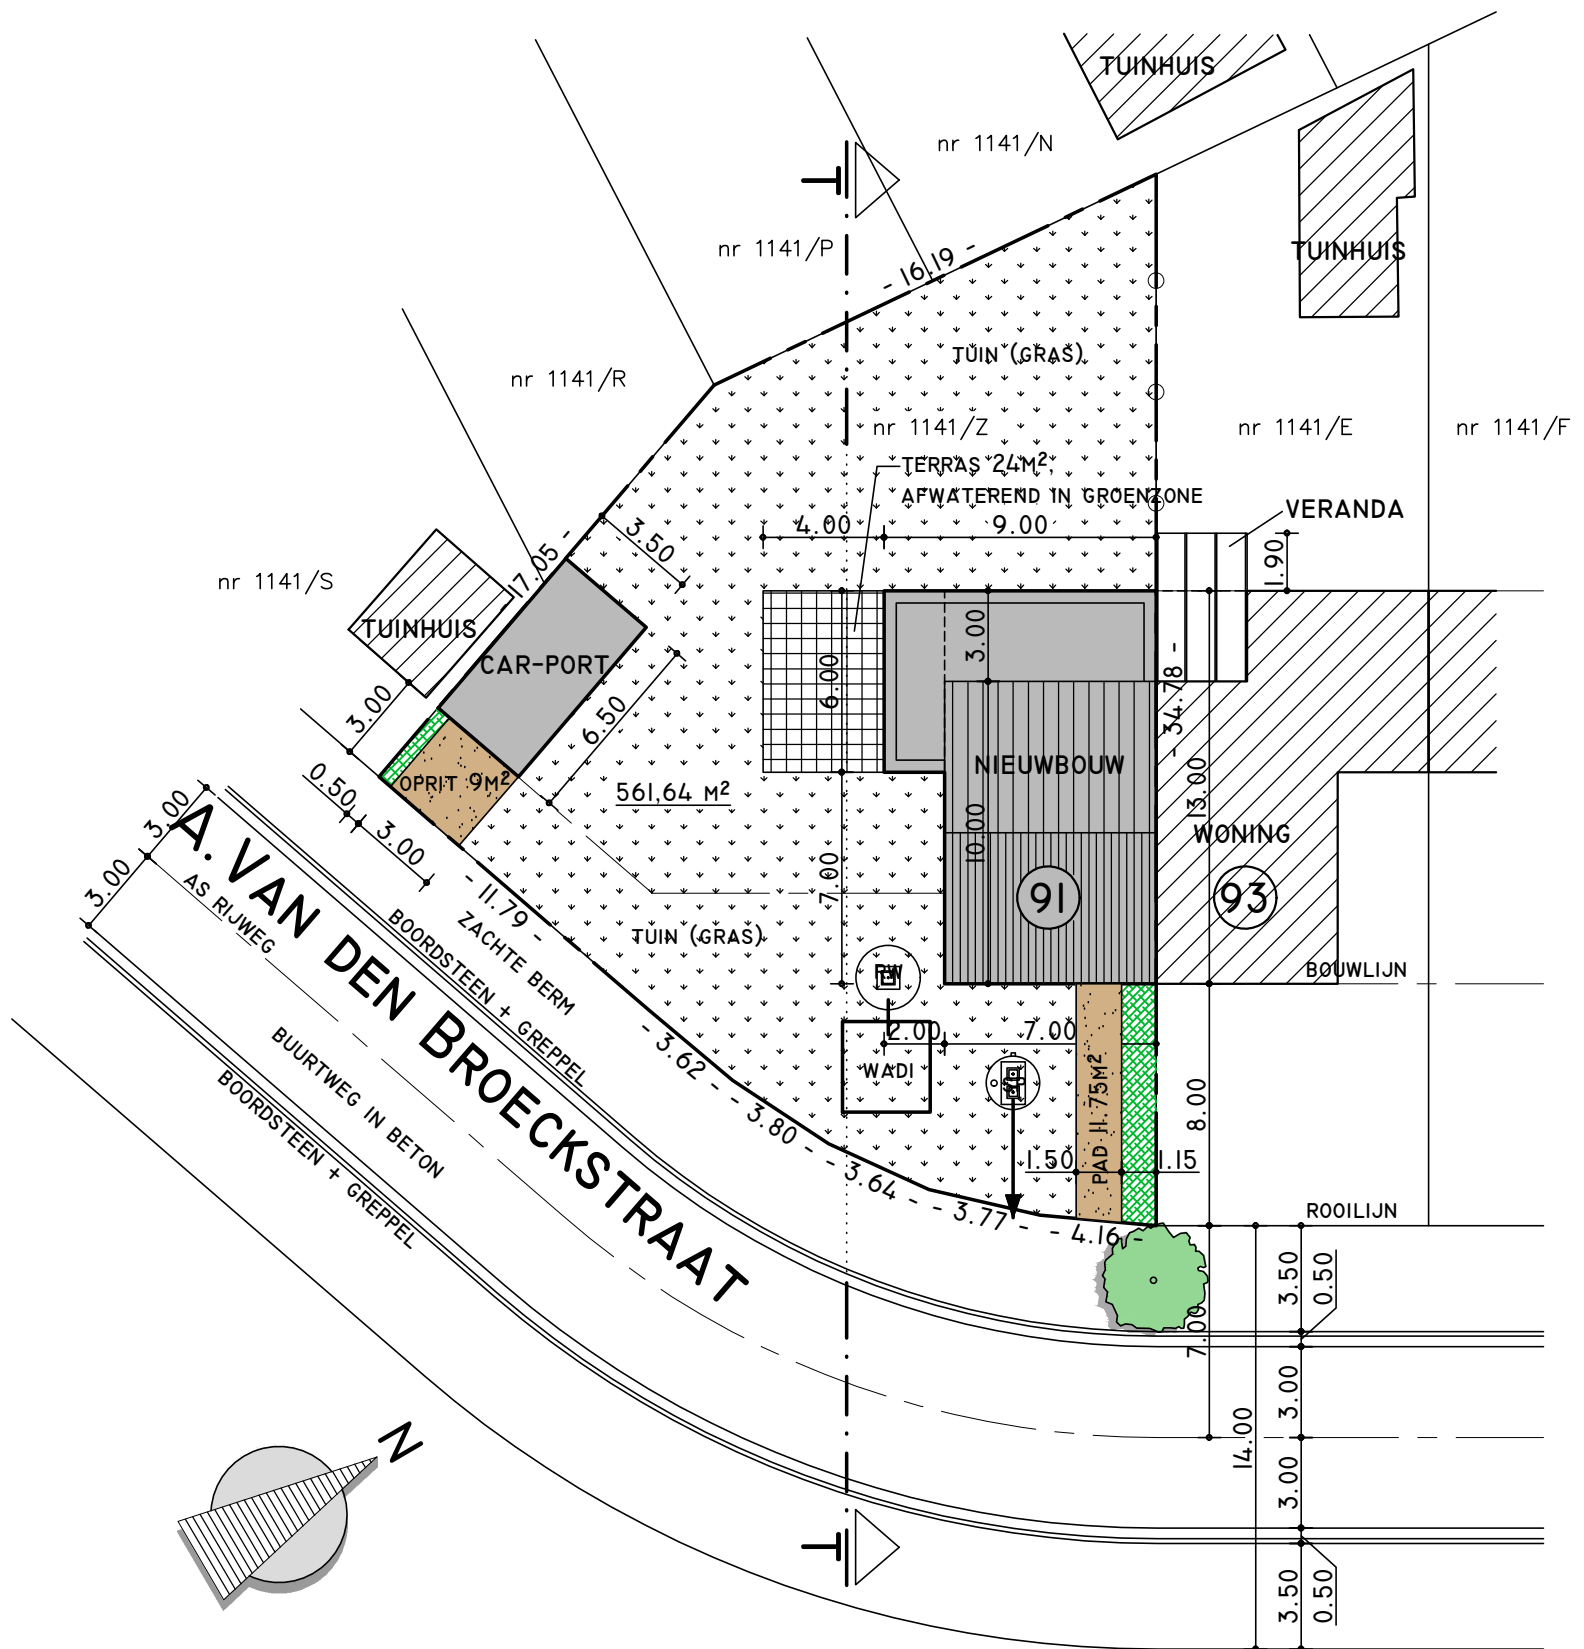 TUINHUIS
nr 1141/N
nr 1141/P
TUINHUIS
- 16.19 -
TUIN (GRAS)
nr 1141/R
nr 1141/Z
nr 1141/E
nr 1141/F
TERRAS 24M²,
AFWATEREND IN GROENZONE
VERANDA
4.00
9.00
1.90
3.50
17.05 -
nr 1141/S
TUINHUIS
CAR-PORT
3.00
6.00
- 34.78 -
3.00
6.50
0.50
OPRIT 9M²
561,64 M²
NIEUWBOUW
13.00
10.00
WONING
3.00
3.00
3.00
7.00
91
93
A. VAN DEN BROECKSTRAAT
AS RIJWEG
- 11.79 -
ZACHTE BERM
BOORDSTEEN + GREPPEL
TUIN (GRAS)
BOUWLIJN
RW
BUURTWEG IN BETON
BOORDSTEEN + GREPPEL
- 3.62 -
2.00
7.00
WADI
PAD 11.75M²
8.00
- 3.80 -
1.50
1.15
- 3.64 -
- 3.77 -
- 4.16 -
ROOILIJN
3.50
0.50
7.00
3.00
14.00
N
3.00
3.50
0.50